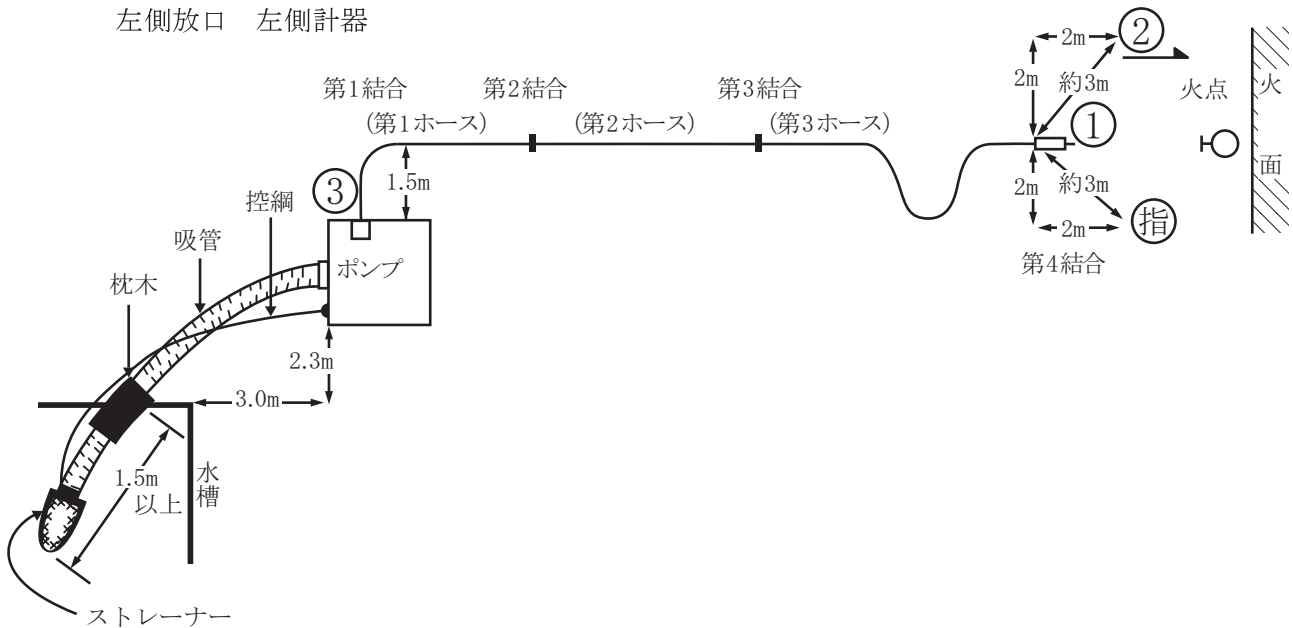 左側放口　左側計器
2m
②
2m
約3m
火点
火面
第1結合
第2結合
第3結合
(第1ホース)
(第2ホース)
(第3ホース)
①
③
1.5m
2m
約3m
指
2m
第4結合
控綱
吸管
枕木
ポンプ
2.3m
3.0m
水槽
1.5m
以上
ストレーナー